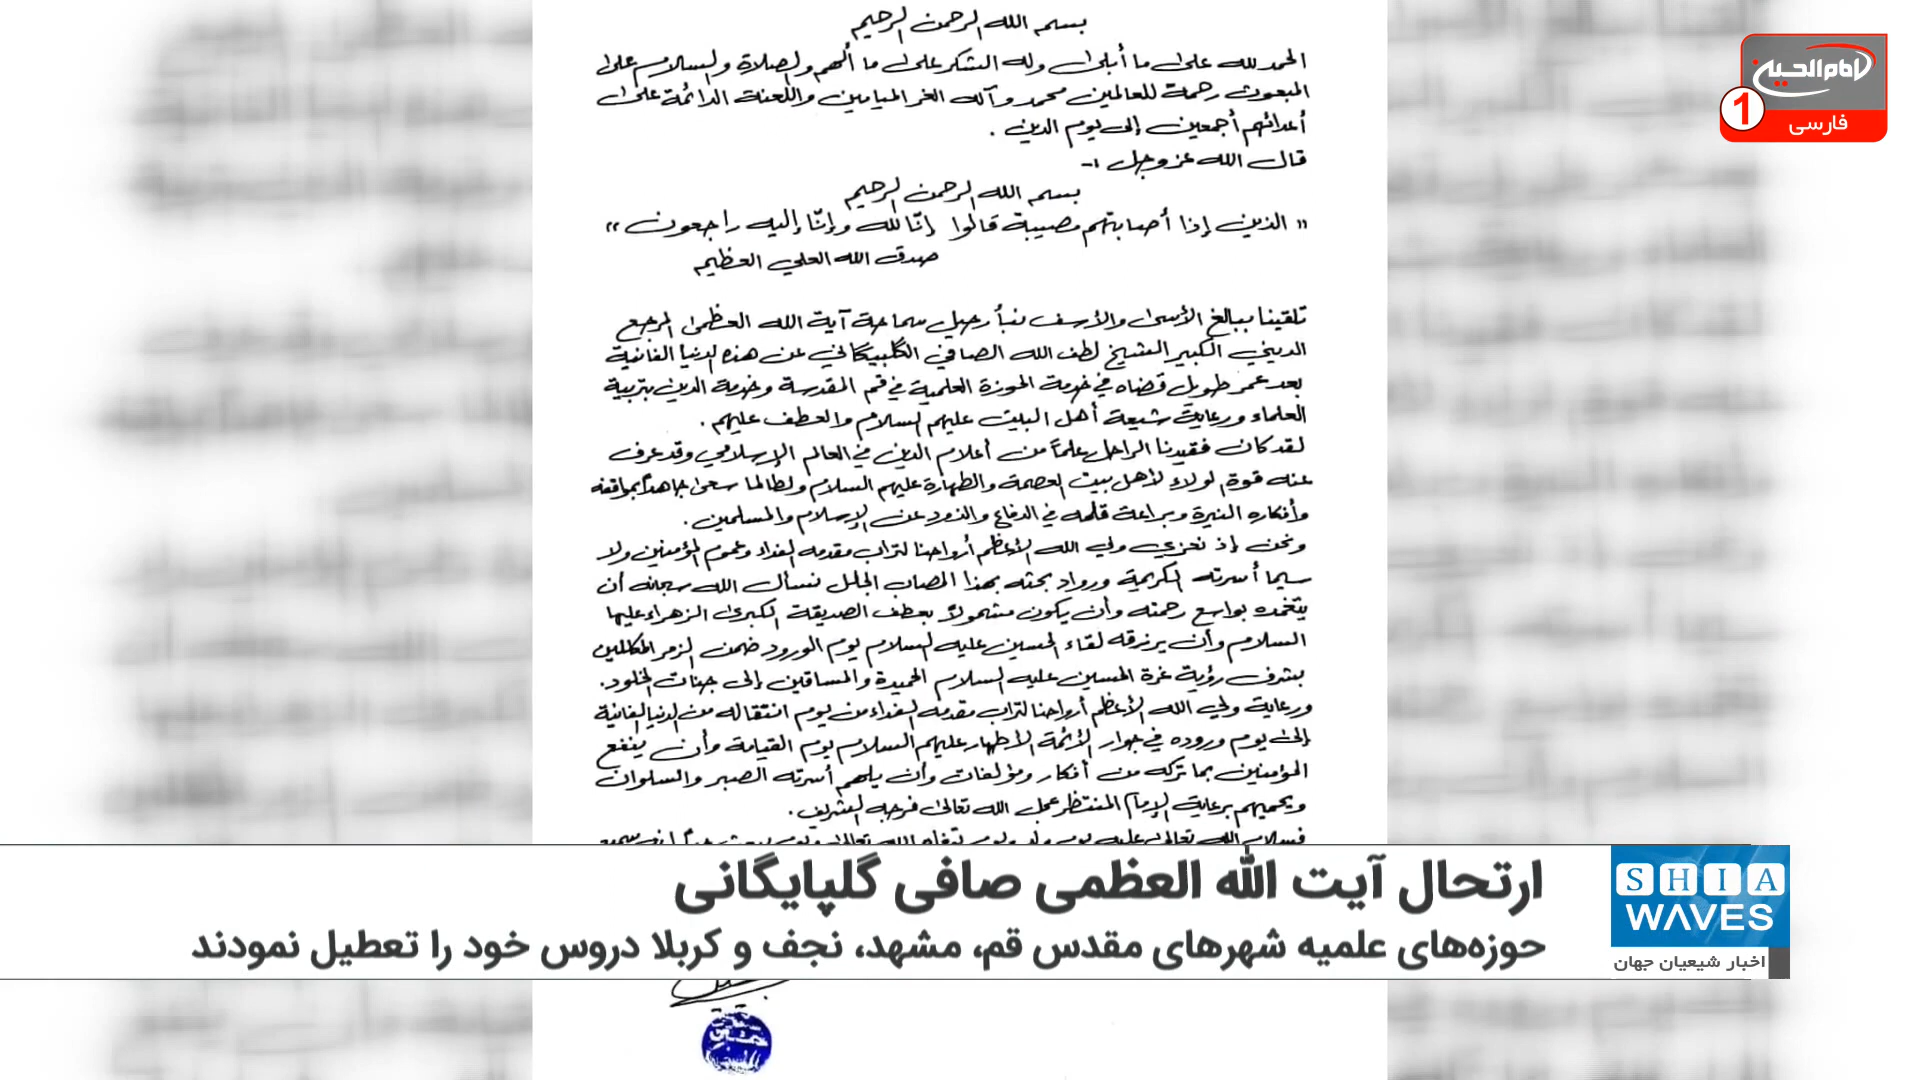 بسم الله الرحمن الرحيم
الحمد لله على ما أبلى وله الشكر على ما ألهم والصلاة والسلام على
المبعوث رحمة للعالمين محمد وآله الغر الميامين واللعنة الدائمة على
أعدائهم أجمعين إلى يوم الدين .
قال الله عز وجل :-
بسم الله الرحمن الرحيم
« الذين إذا أصابتهم مصيبة قالوا إنّا لله وإنّا إليه راجعون »
صدق الله العلي العظيم
تلقينا ببالغ الأسى والأسف نبأ رحيل سماحة آية الله العظمى المرجع
الديني الكبير الشيخ لطف الله الصافي الگلبيگاني عن هذه الدنيا الفانية
بعد عمر طويل قضاه في خدمة الحوزة العلمية في قم المقدسة وخدمة الدين بتربية
العلماء ورعاية شيعة أهل البيت عليهم السلام والعطف عليهم .
لقد كان فقيدنا الراحل علماً من أعلام الدين في العالم الإسلامي وقد عرف
عنه قوة الولاء لأهل بيت العصمة والطهارة عليهم السلام ولطالما سعى جاهداً بمواقفه
وأفكاره النيرة وبراعة قلمه في الدفاع والذود عن الإسلام والمسلمين .
ونحن إذ نعزي ولي الله الأعظم أرواحنا لتراب مقدمه الفداء وعموم المؤمنين ولا
سيما أسرته الكريمة ورواد بحثه بهذا المصاب الجلل نسأل الله سبحانه أن
يتغمده بواسع رحمته وأن يكون مشمولاً بعطف الصديقة الكبرى الزهراء عليها
السلام وأن يرزقه لقاء الحسين عليه السلام يوم الورود ضمن الزمر المكللين
بشرف رؤية غرة الحسين عليه السلام الحميدة والمساقين إلى جنات الخلود.
ورعاية ولي الله الأعظم أرواحنا لتراب مقدمه الفداء من يوم انتقاله من الدنيا الفانية
إلى يوم وروده في جوار الأئمة الأطهار عليهم السلام يوم القيامة وأن ينفع
المؤمنين بما تركه من أفكار ومؤلفات وأن يلهم أسرته الصبر والسلوان
ويحميهم برعاية الإمام المنتظر عجل الله تعالى فرجه الشريف .
امام الحسین
1
فارسی
ارتحال آیت الله العظمی صافی گلپایگانی
حوزه‌های علمیه شهرهای مقدس قم، مشهد، نجف و کربلا دروس خود را تعطیل نمودند
SHIA
WAVES
اخبار شیعیان جهان